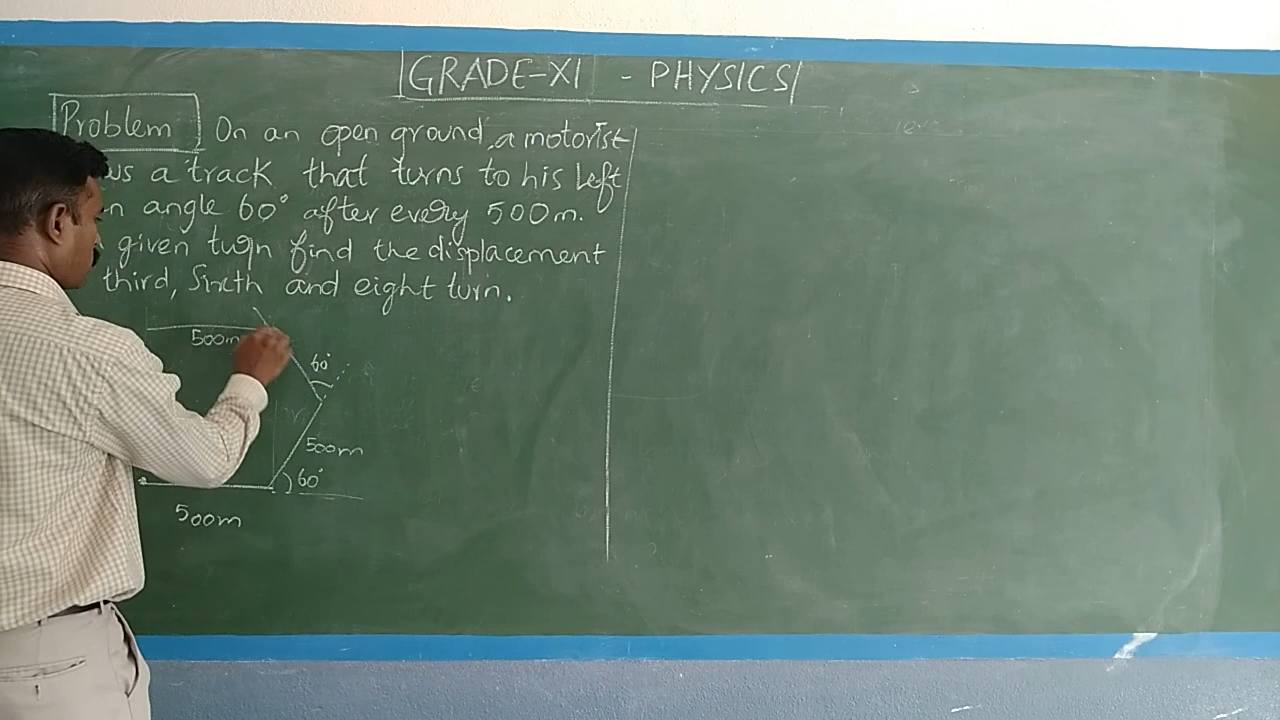 GRADE-XI - PHYSICS
Problem On an open ground, a motorist
ws a track that turns to his left
n angle 60° after every 500m.
given turn find the displacement
third, Sixth and eight turn.
500m
60°
500m
60°
500m